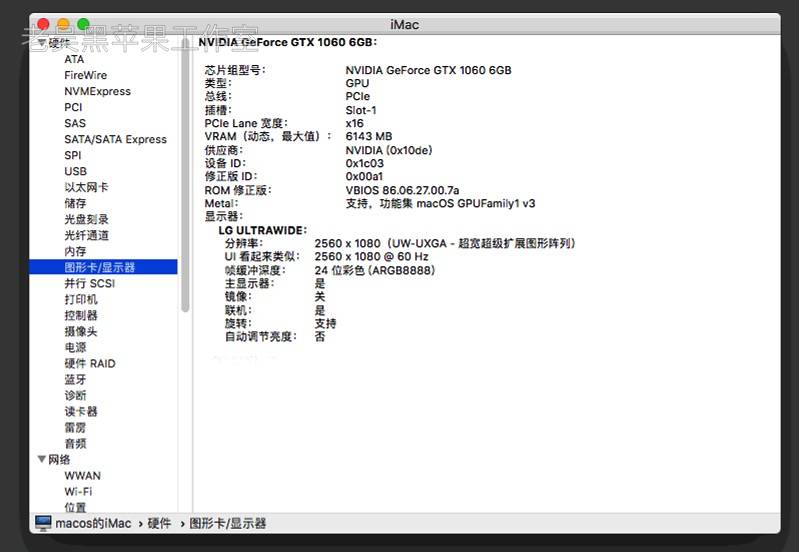 iMac
老吴黑苹果工作室
硬件
ATA
FireWire
NVMExpress
PCI
SAS
SATA/SATA Express
SPI
USB
以太网卡
储存
光盘刻录
光纤通道
内存
图形卡/显示器
并行 SCSI
打印机
控制器
摄像头
电源
硬件 RAID
蓝牙
诊断
读卡器
雷雳
音频
网络
WWAN
Wi-Fi
位置
NVIDIA GeForce GTX 1060 6GB:
芯片组型号: NVIDIA GeForce GTX 1060 6GB
类型: GPU
总线: PCIe
插槽: Slot-1
PCIe Lane 宽度: x16
VRAM（动态，最大值）: 6143 MB
供应商: NVIDIA (0x10de)
设备 ID: 0x1c03
修正版 ID: 0x00a1
ROM 修正版: VBIOS 86.06.27.00.7a
Metal: 支持，功能集 macOS GPUFamily1 v3
显示器:
LG ULTRAWIDE:
分辨率: 2560 x 1080（UW-UXGA - 超宽超级扩展图形阵列）
UI 看起来类似: 2560 x 1080 @ 60 Hz
帧缓冲深度: 24 位彩色 (ARGB8888)
主显示器: 是
镜像: 关
联机: 是
旋转: 支持
自动调节亮度: 否
macos的iMac › 硬件 › 图形卡/显示器